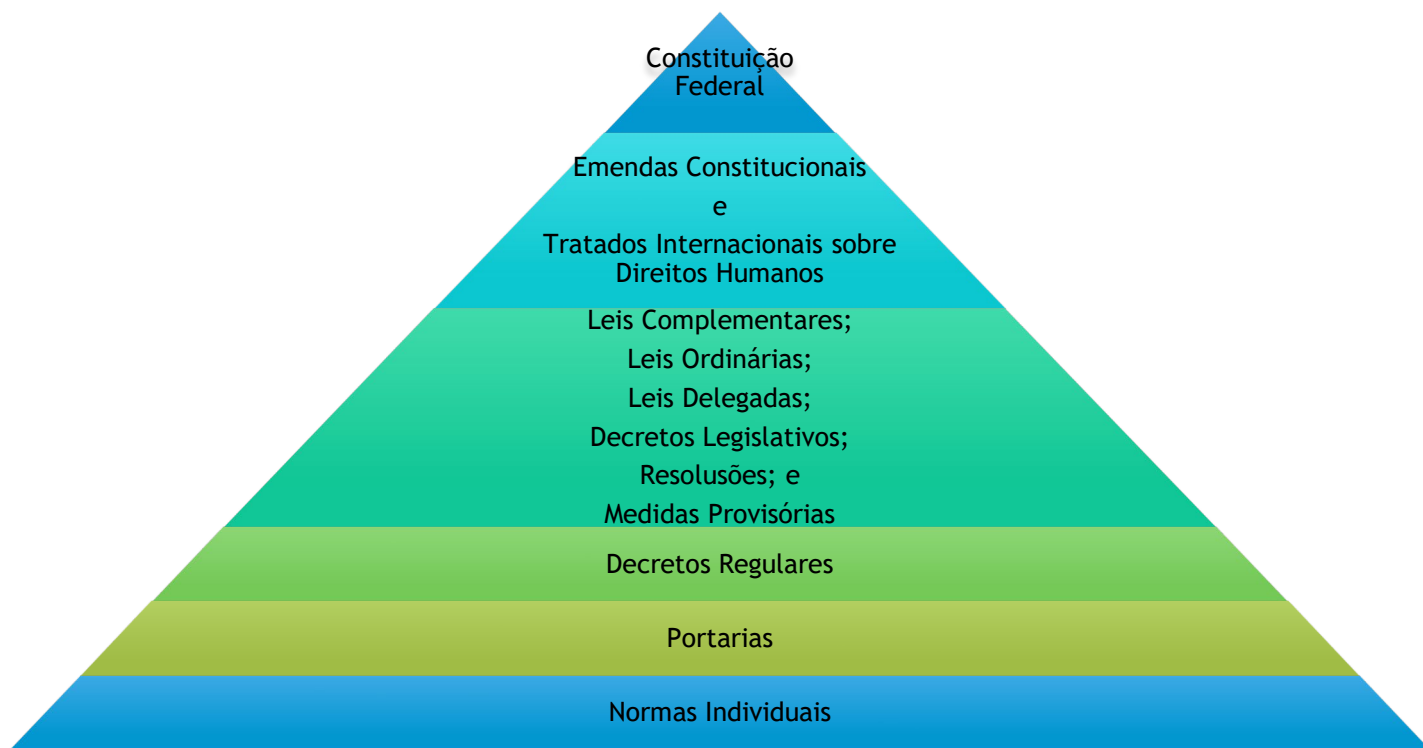 Constituição
Federal
Emendas Constitucionais
e
Tratados Internacionais sobre
Direitos Humanos
Leis Complementares;
Leis Ordinárias;
Leis Delegadas;
Decretos Legislativos;
Resolusões; e
Medidas Provisórias
Decretos Regulares
Portarias
Normas Individuais